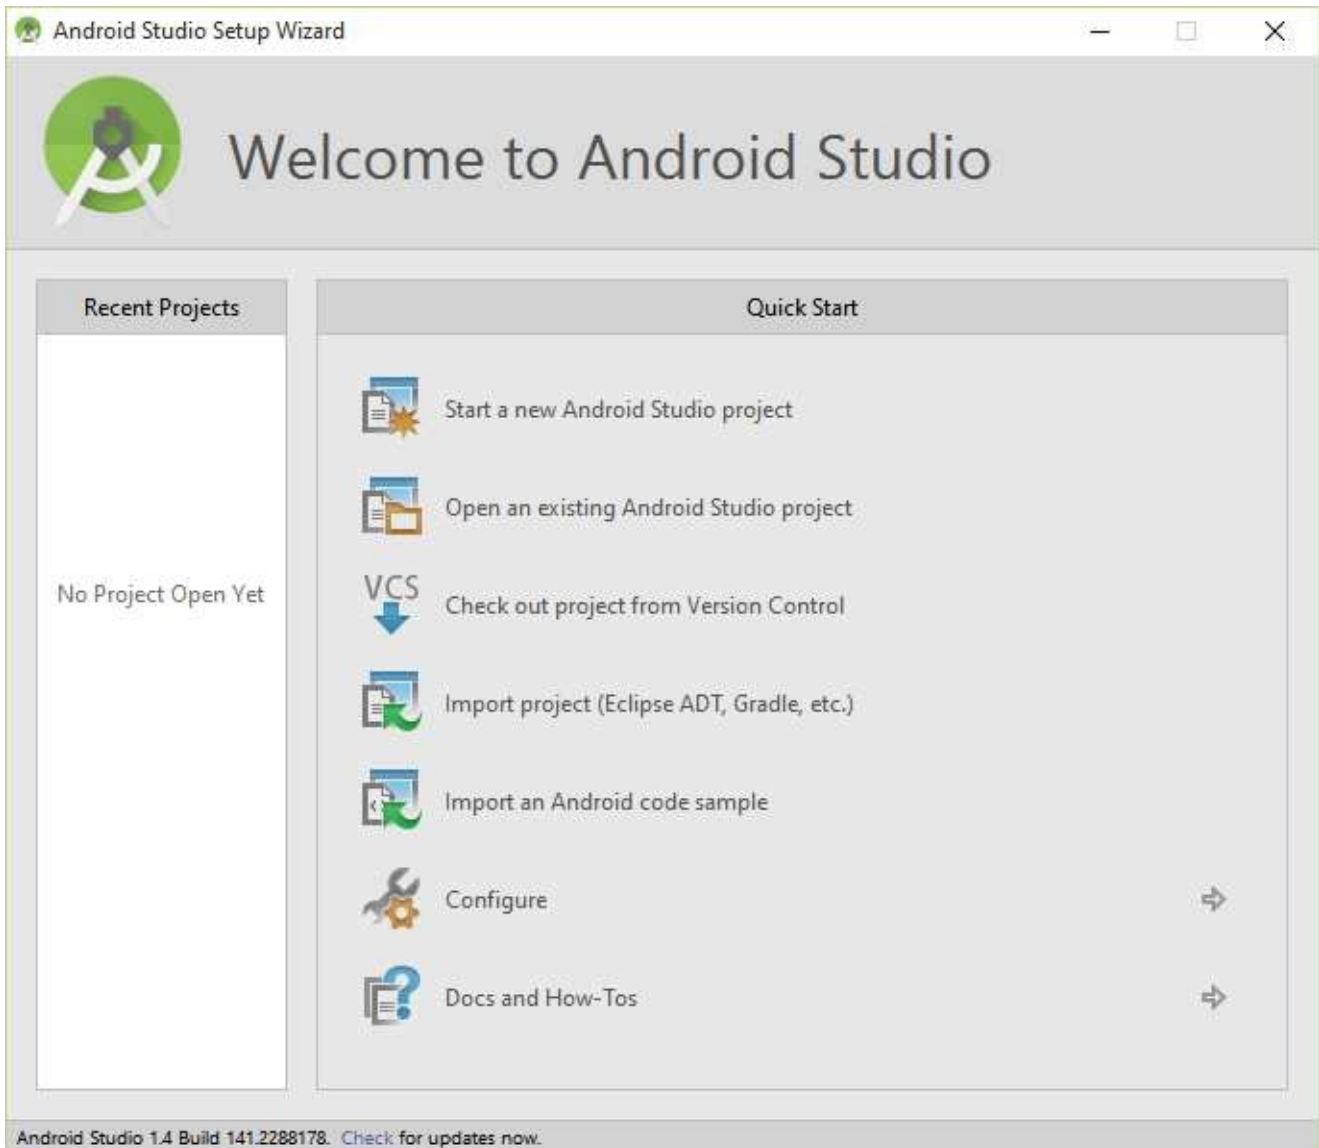 Android Studio Setup Wizard
Welcome to Android Studio
Recent Projects
No Project Open Yet
Quick Start
Start a new Android Studio project
Open an existing Android Studio project
VCS
Check out project from Version Control
Import project (Eclipse ADT, Gradle, etc.)
Import an Android code sample
Configure
Docs and How-Tos
Android Studio 1.4 Build 141.2288178. Check for updates now.